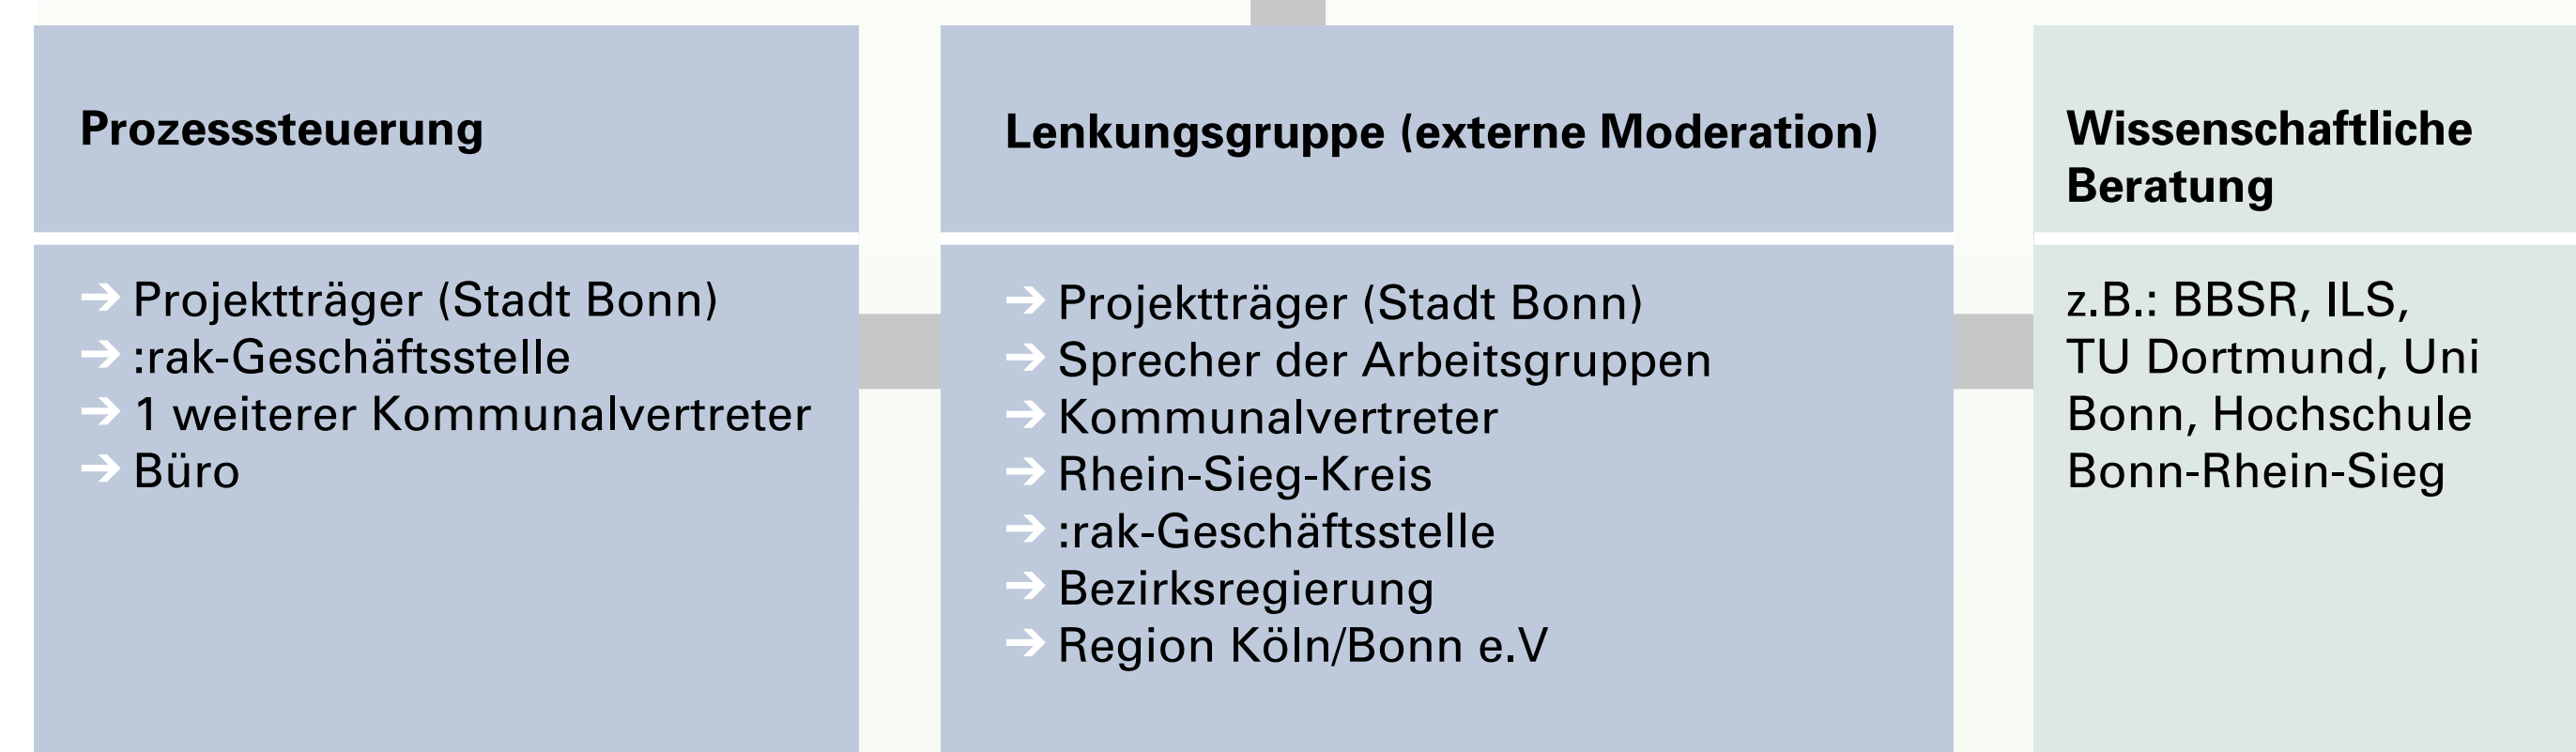 Prozesssteuerung
➔ Projektträger (Stadt Bonn)
➔ :rak-Geschäftsstelle
➔ 1 weiterer Kommunalvertreter
➔ Büro
Lenkungsgruppe (externe Moderation)
➔ Projektträger (Stadt Bonn)
➔ Sprecher der Arbeitsgruppen
➔ Kommunalvertreter
➔ Rhein-Sieg-Kreis
➔ :rak-Geschäftsstelle
➔ Bezirksregierung
➔ Region Köln/Bonn e.V
Wissenschaftliche
Beratung
z.B.: BBSR, ILS,
TU Dortmund, Uni
Bonn, Hochschule
Bonn-Rhein-Sieg